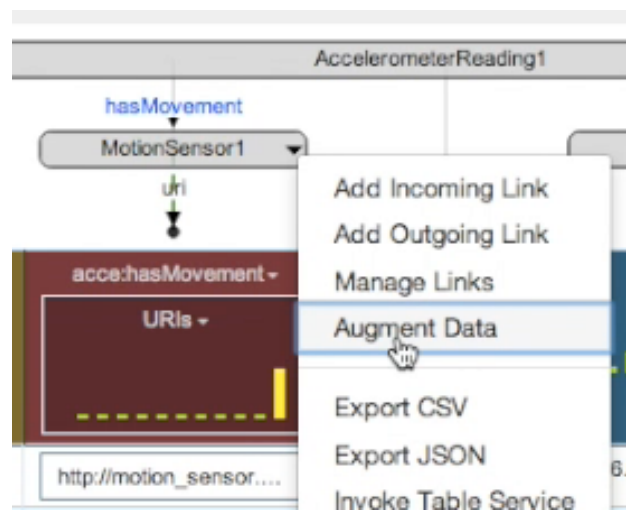 AccelerometerReading1
hasMovement
MotionSensor1
uri
Add Incoming Link
Add Outgoing Link
acce:hasMovement
Manage Links
URIs
Augment Data
Export CSV
Export JSON
http://motion_sensor....
6.
Invoke Table Service